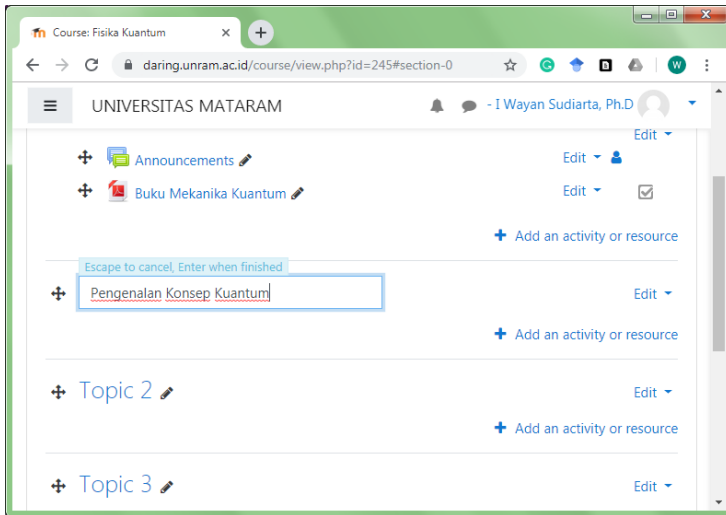 Course: Fisika Kuantum
daring.unram.ac.id/course/view.php?id=245#section-0
W
UNIVERSITAS MATARAM
- I Wayan Sudiarta, Ph.D
Edit
Announcements
Edit
Buku Mekanika Kuantum
Edit
Add an activity or resource
Escape to cancel, Enter when finished
Pengenalan Konsep Kuantum
Edit
Add an activity or resource
Topic 2
Edit
Add an activity or resource
Topic 3
Edit